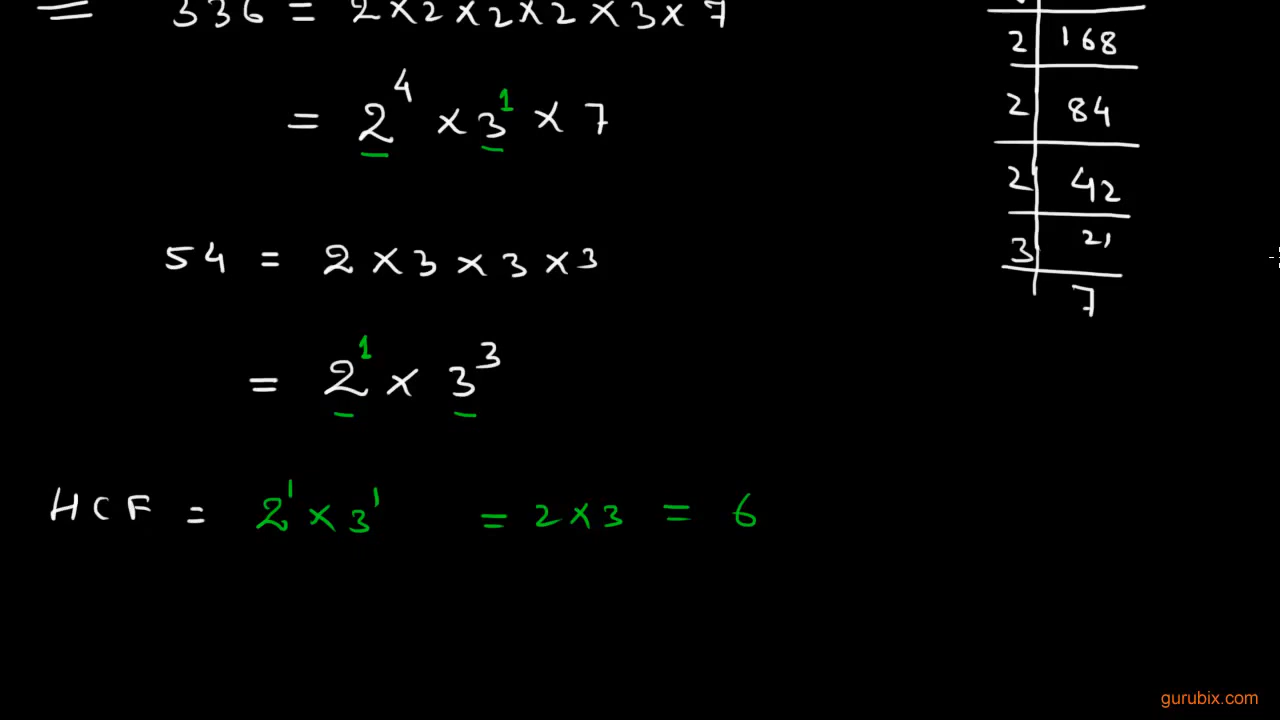 336 = 2 × 2 × 2 × 2 × 3 × 7
= 2⁴ × 3¹ × 7
54 = 2 × 3 × 3 × 3
= 2¹ × 3³
HCF = 2¹ × 3¹ = 2 × 3 = 6
2 | 168
2 | 84
2 | 42
3 | 21
7
gurubix.com